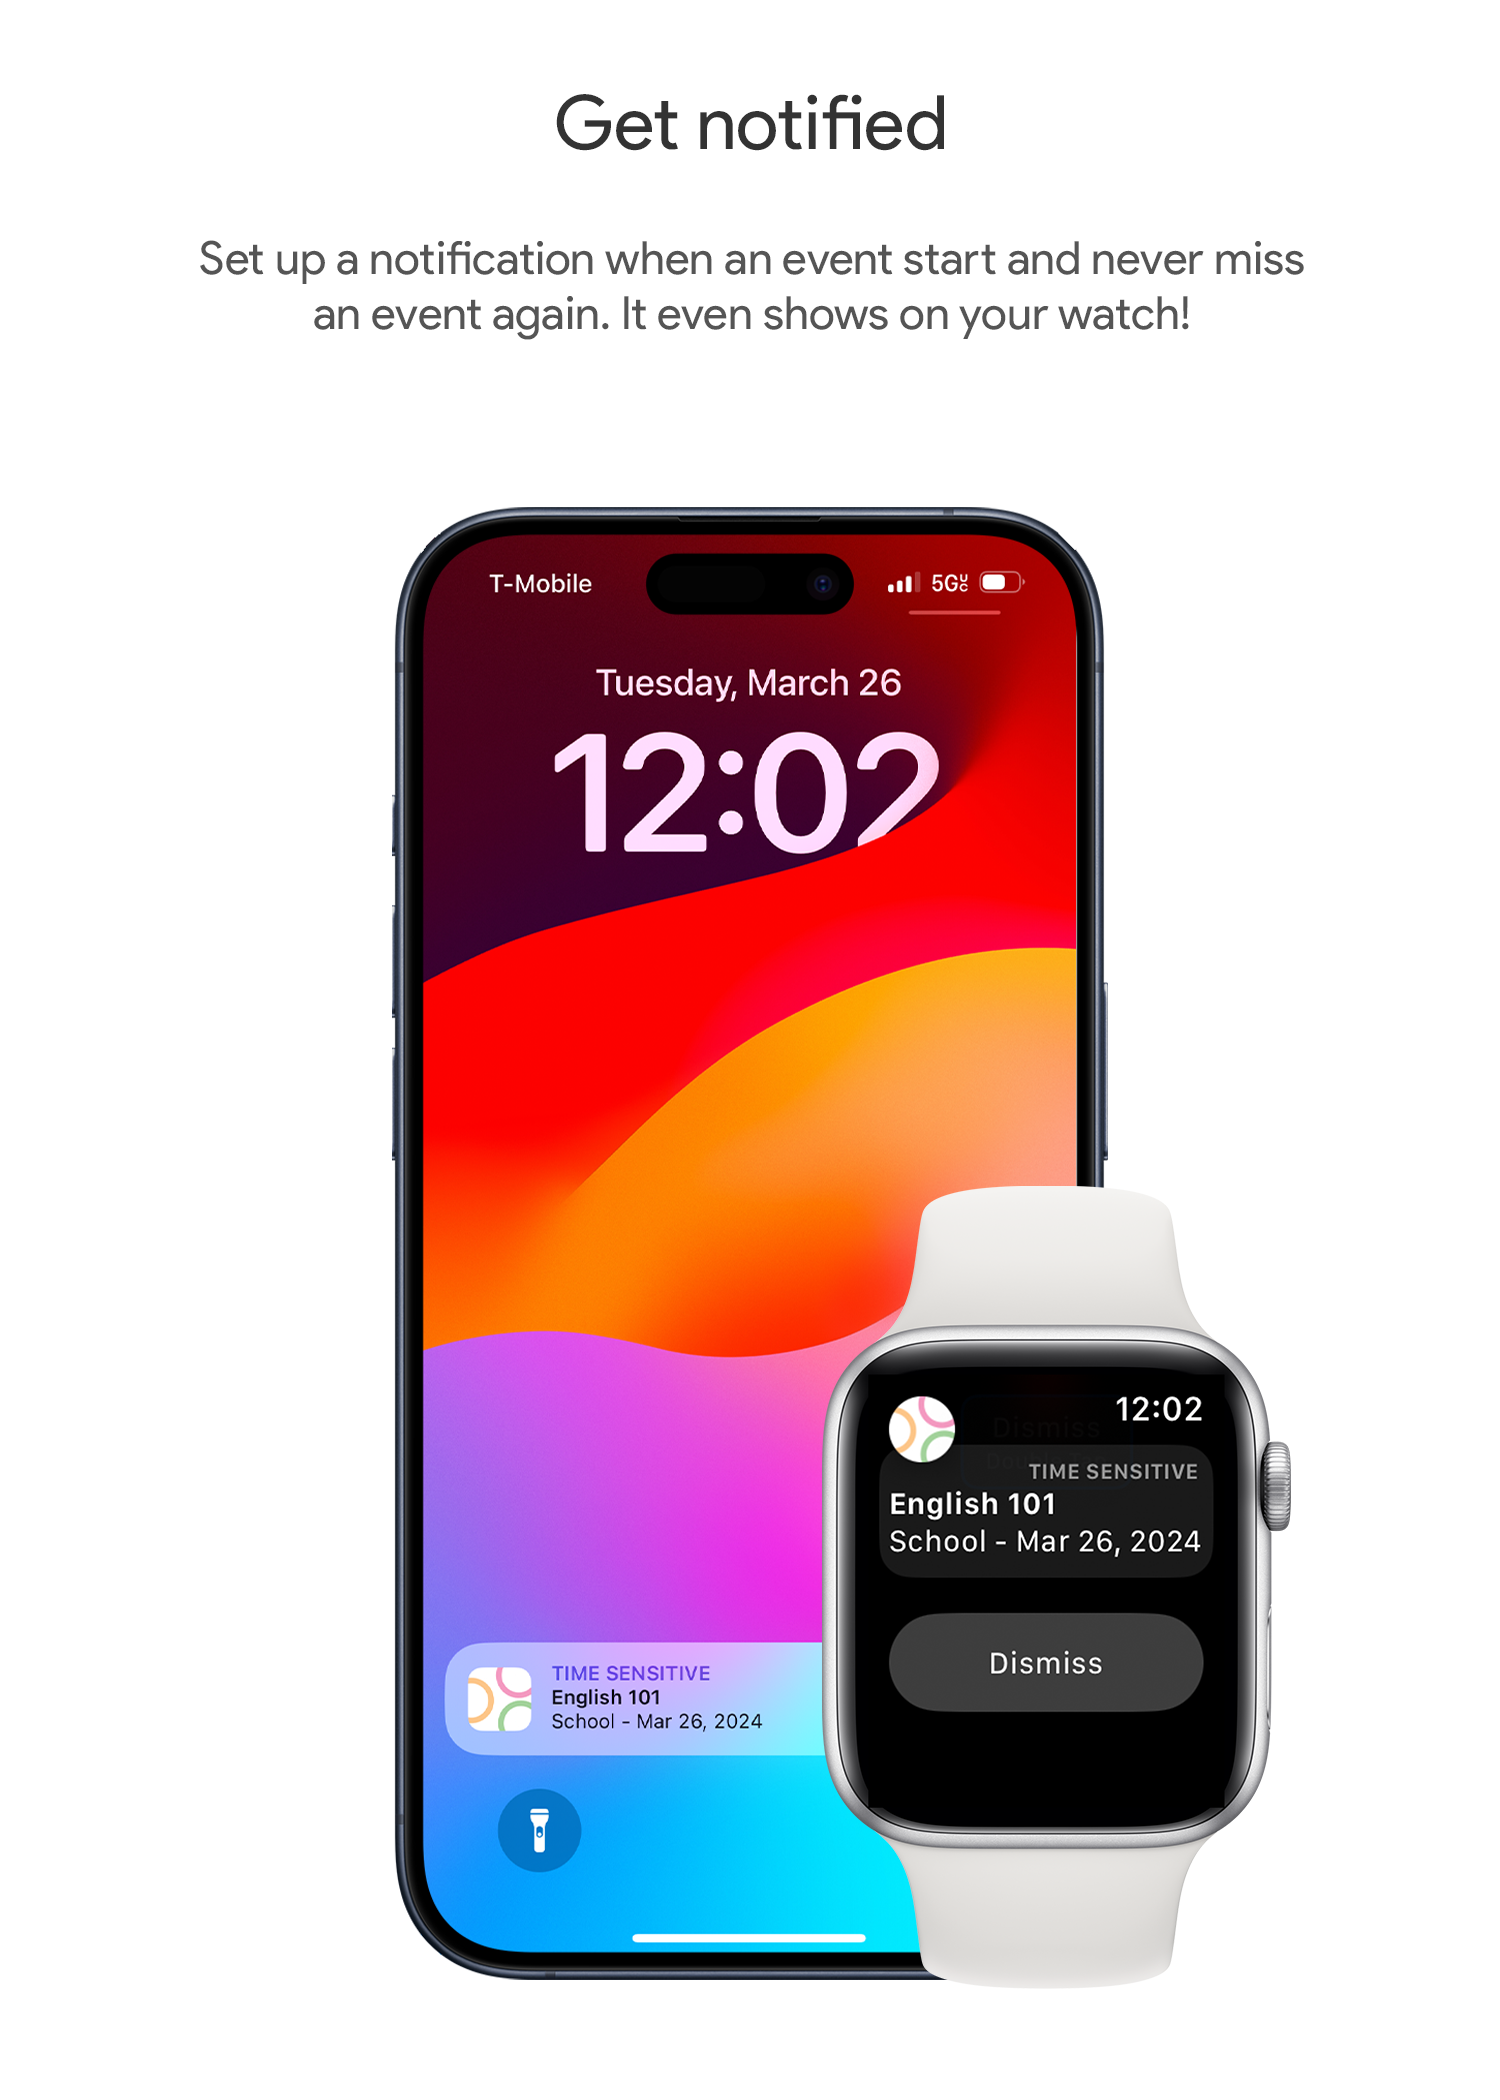 Get notified
Set up a notification when an event start and never miss
an event again. It even shows on your watch!
T-Mobile
5GUC
Tuesday, March 26
12:02
12:02
Dismiss
TIME SENSITIVE
English 101
School - Mar 26, 2024
Dismiss
TIME SENSITIVE
English 101
School - Mar 26, 2024